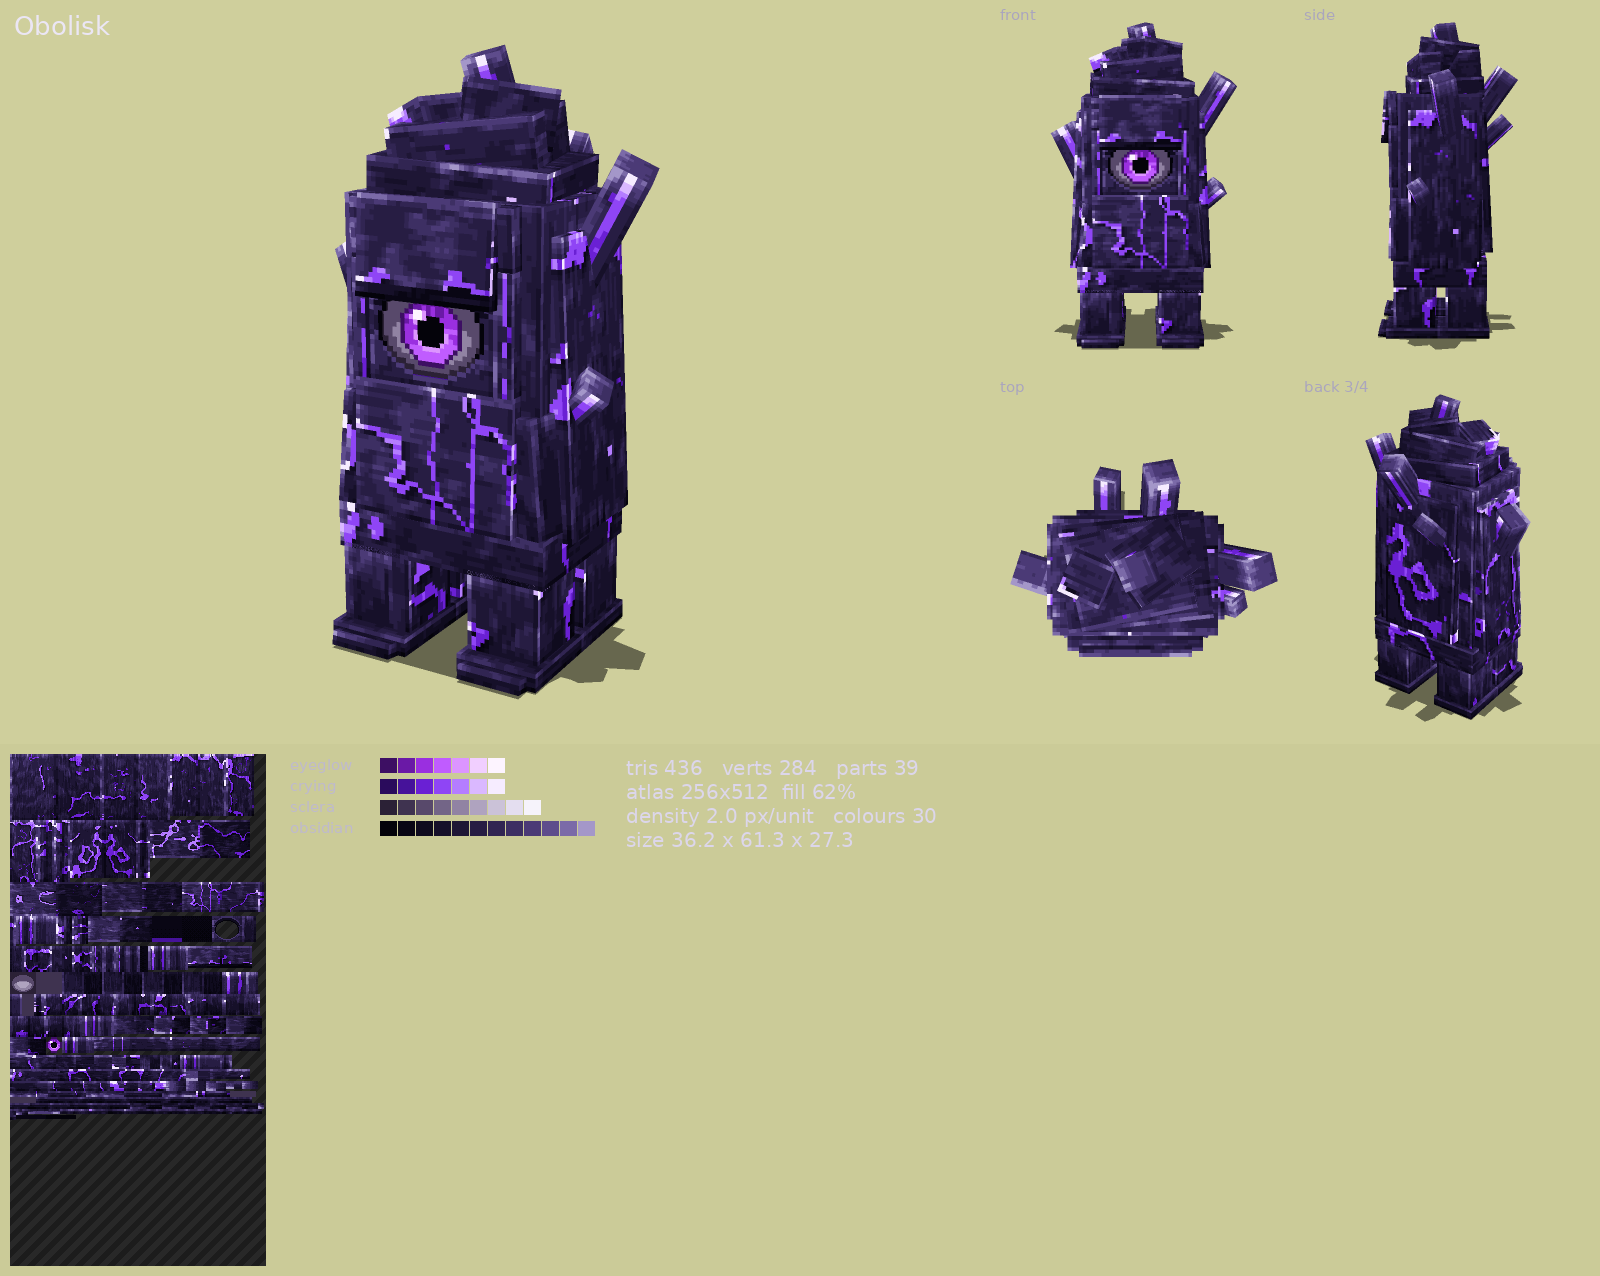 Obolisk
front
side
top
back 3/4
eyeglow
crying
sclera
obsidian
tris 436 verts 284 parts 39
atlas 256x512 fill 62%
density 2.0 px/unit colours 30
size 36.2 x 61.3 x 27.3